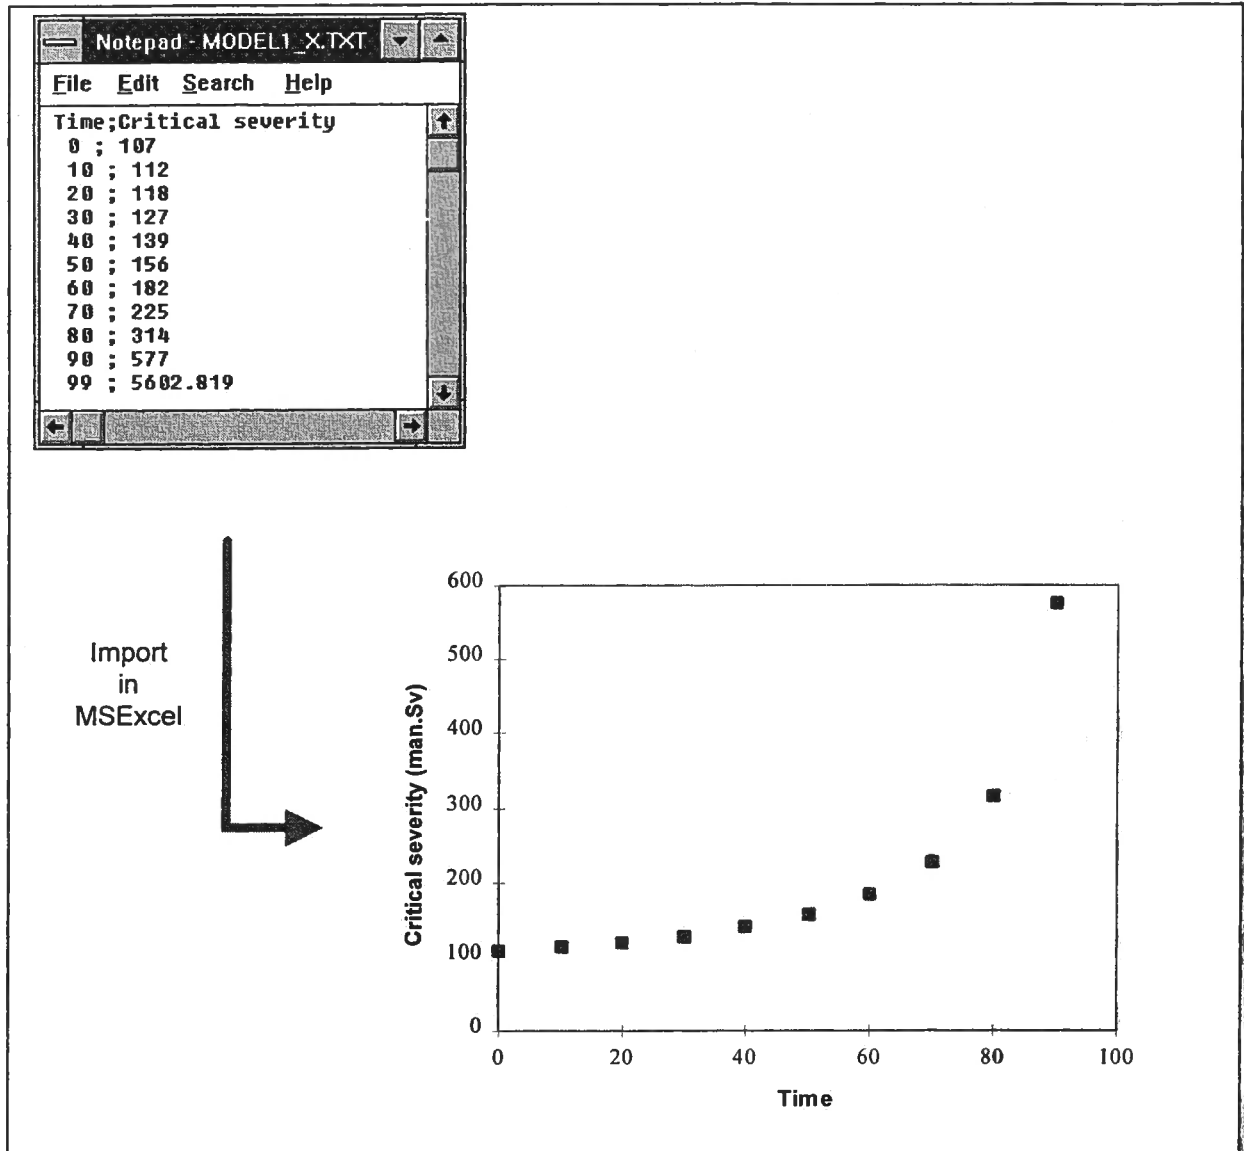 Notepad - MODEL1_X.TXT
File Edit Search Help
Time;Critical severity
0 ; 107
10 ; 112
20 ; 118
30 ; 127
40 ; 139
50 ; 156
60 ; 182
70 ; 225
80 ; 314
90 ; 577
99 ; 5602.819
Import
in
MSExcel
Critical severity (man.Sv)
600
500
400
300
200
100
0
0 20 40 60 80 100
Time